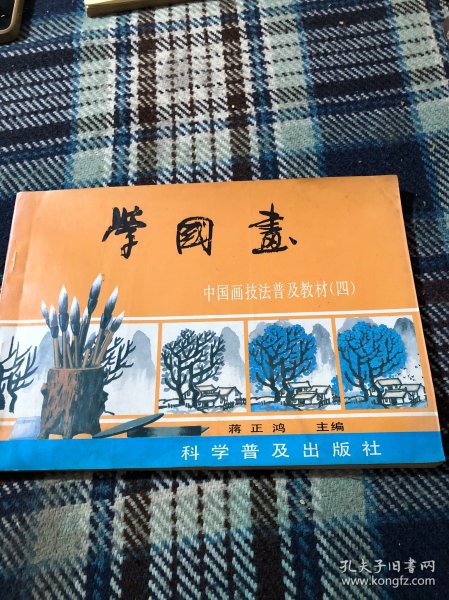 学國畫
中国画技法普及教材(四)
蒋正鸿 主编
科学普及出版社
孔夫子旧书网
www.kongfz.com